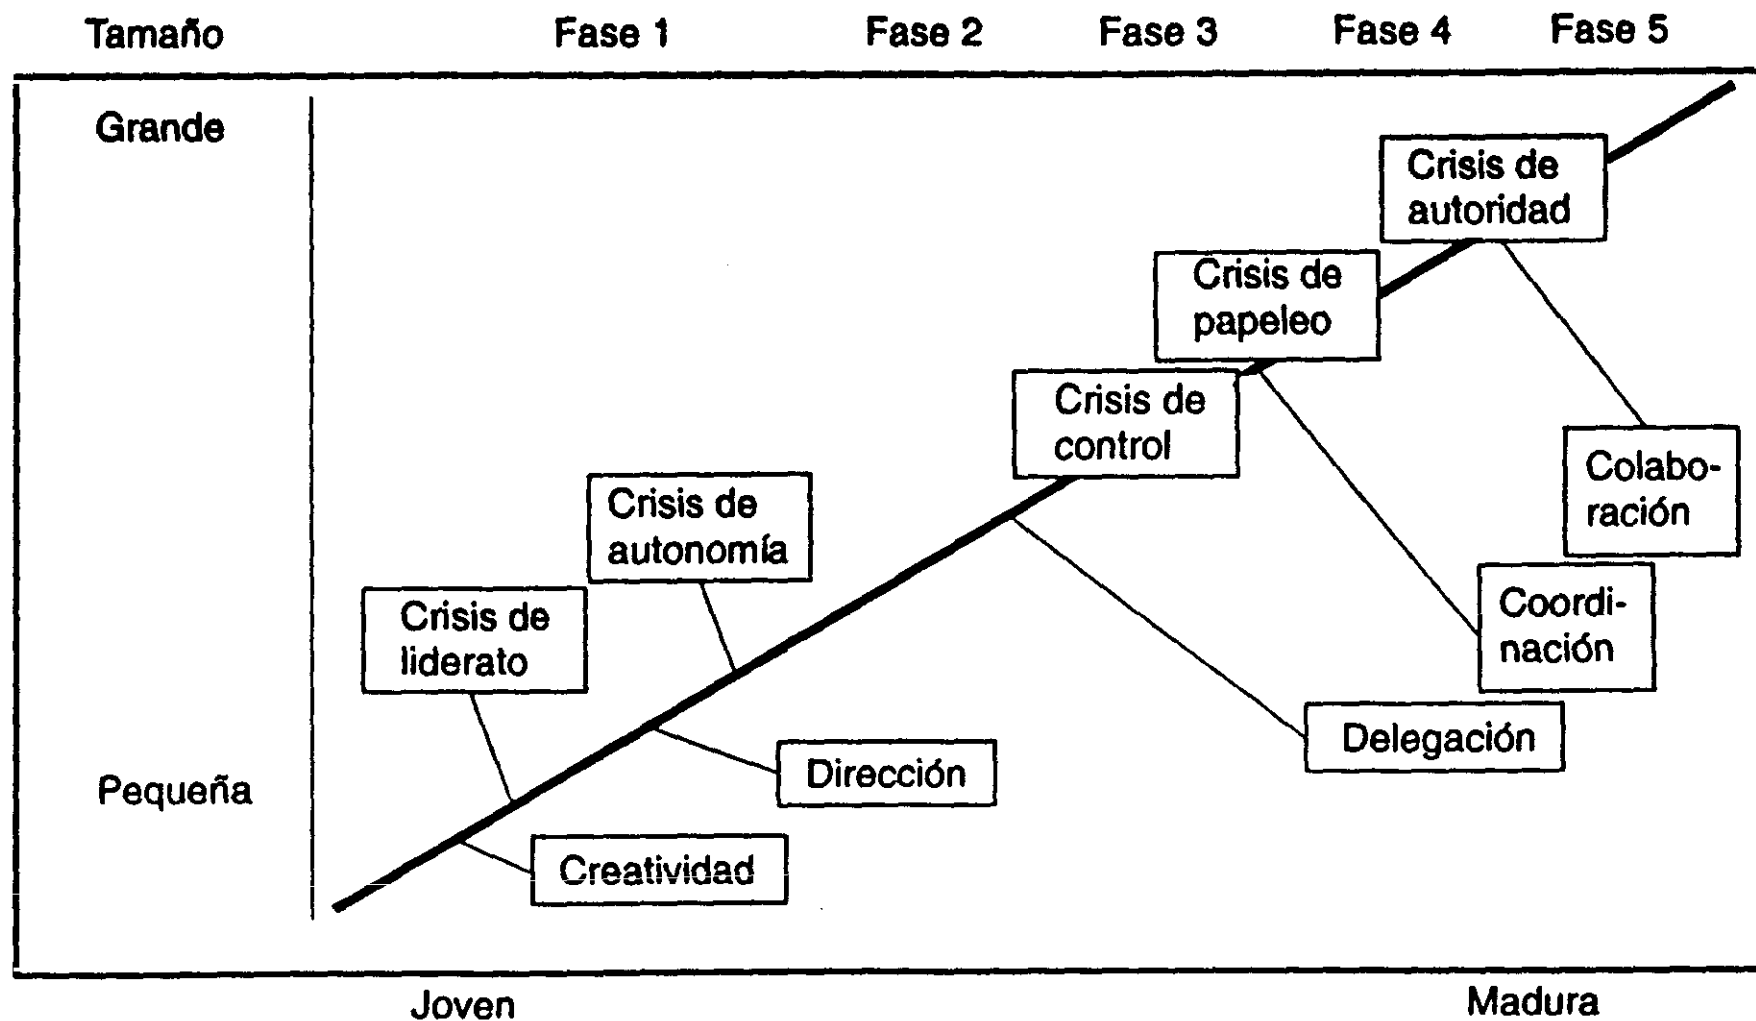 Tamaño Fase 1 Fase 2 Fase 3 Fase 4 Fase 5
Grande
Crisis de
autoridad
Crisis de
papeleo
Crisis de
control
Colabo-
ración
Crisis de
autonomía
Coordi-
nación
Crisis de
liderato
Delegación
Dirección
Pequeña
Creatividad
Joven Madura